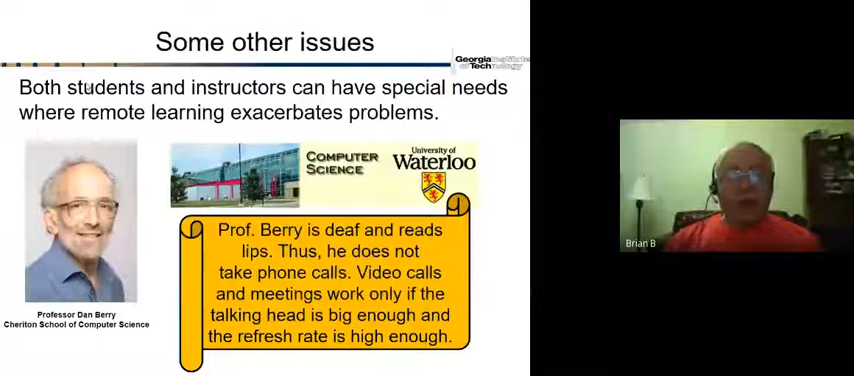 Some other issues
Georgia Institute
of Technology
Both students and instructors can have special needs
where remote learning exacerbates problems.
COMPUTER
SCIENCE
University of
Waterloo
Prof. Berry is deaf and reads
lips. Thus, he does not
take phone calls. Video calls
and meetings work only if the
talking head is big enough and
the refresh rate is high enough.
Professor Dan Berry
Cheriton School of Computer Science
Brian B